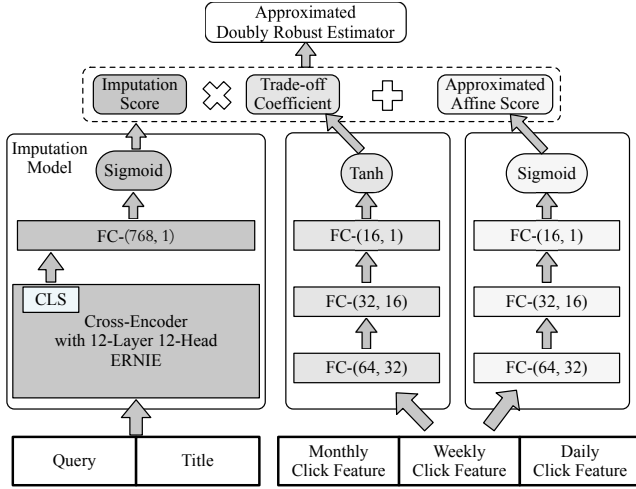 Approximated
Doubly Robust Estimator
Imputation
Score
Trade-off
Coefficient
Approximated
Affine Score
Imputation
Model
Sigmoid
Tanh
Sigmoid
FC-(768, 1)
FC-(16, 1)
FC-(16, 1)
CLS
FC-(32, 16)
FC-(32, 16)
Cross-Encoder
with 12-Layer 12-Head
ERNIE
FC-(64, 32)
FC-(64, 32)
Query
Title
Monthly
Click Feature
Weekly
Click Feature
Daily
Click Feature